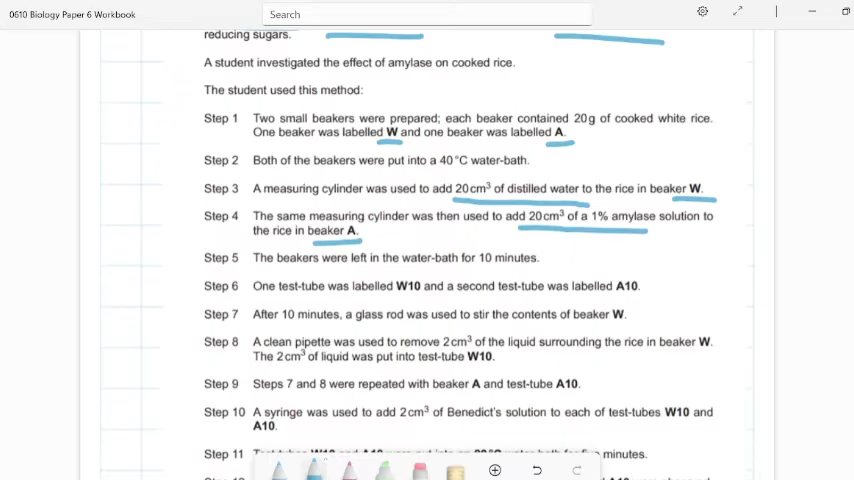 0610 Biology Paper 6 Workbook
Search
reducing sugars.
A student investigated the effect of amylase on cooked rice.
The student used this method:
Step 1 Two small beakers were prepared; each beaker contained 20 g of cooked white rice.
One beaker was labelled W and one beaker was labelled A.
Step 2 Both of the beakers were put into a 40 °C water-bath.
Step 3 A measuring cylinder was used to add 20 cm³ of distilled water to the rice in beaker W.
Step 4 The same measuring cylinder was then used to add 20 cm³ of a 1% amylase solution to
the rice in beaker A.
Step 5 The beakers were left in the water-bath for 10 minutes.
Step 6 One test-tube was labelled W10 and a second test-tube was labelled A10.
Step 7 After 10 minutes, a glass rod was used to stir the contents of beaker W.
Step 8 A clean pipette was used to remove 2 cm³ of the liquid surrounding the rice in beaker W.
The 2 cm³ of liquid was put into test-tube W10.
Step 9 Steps 7 and 8 were repeated with beaker A and test-tube A10.
Step 10 A syringe was used to add 2 cm³ of Benedict's solution to each of test-tubes W10 and
A10.
Step 11 minutes.